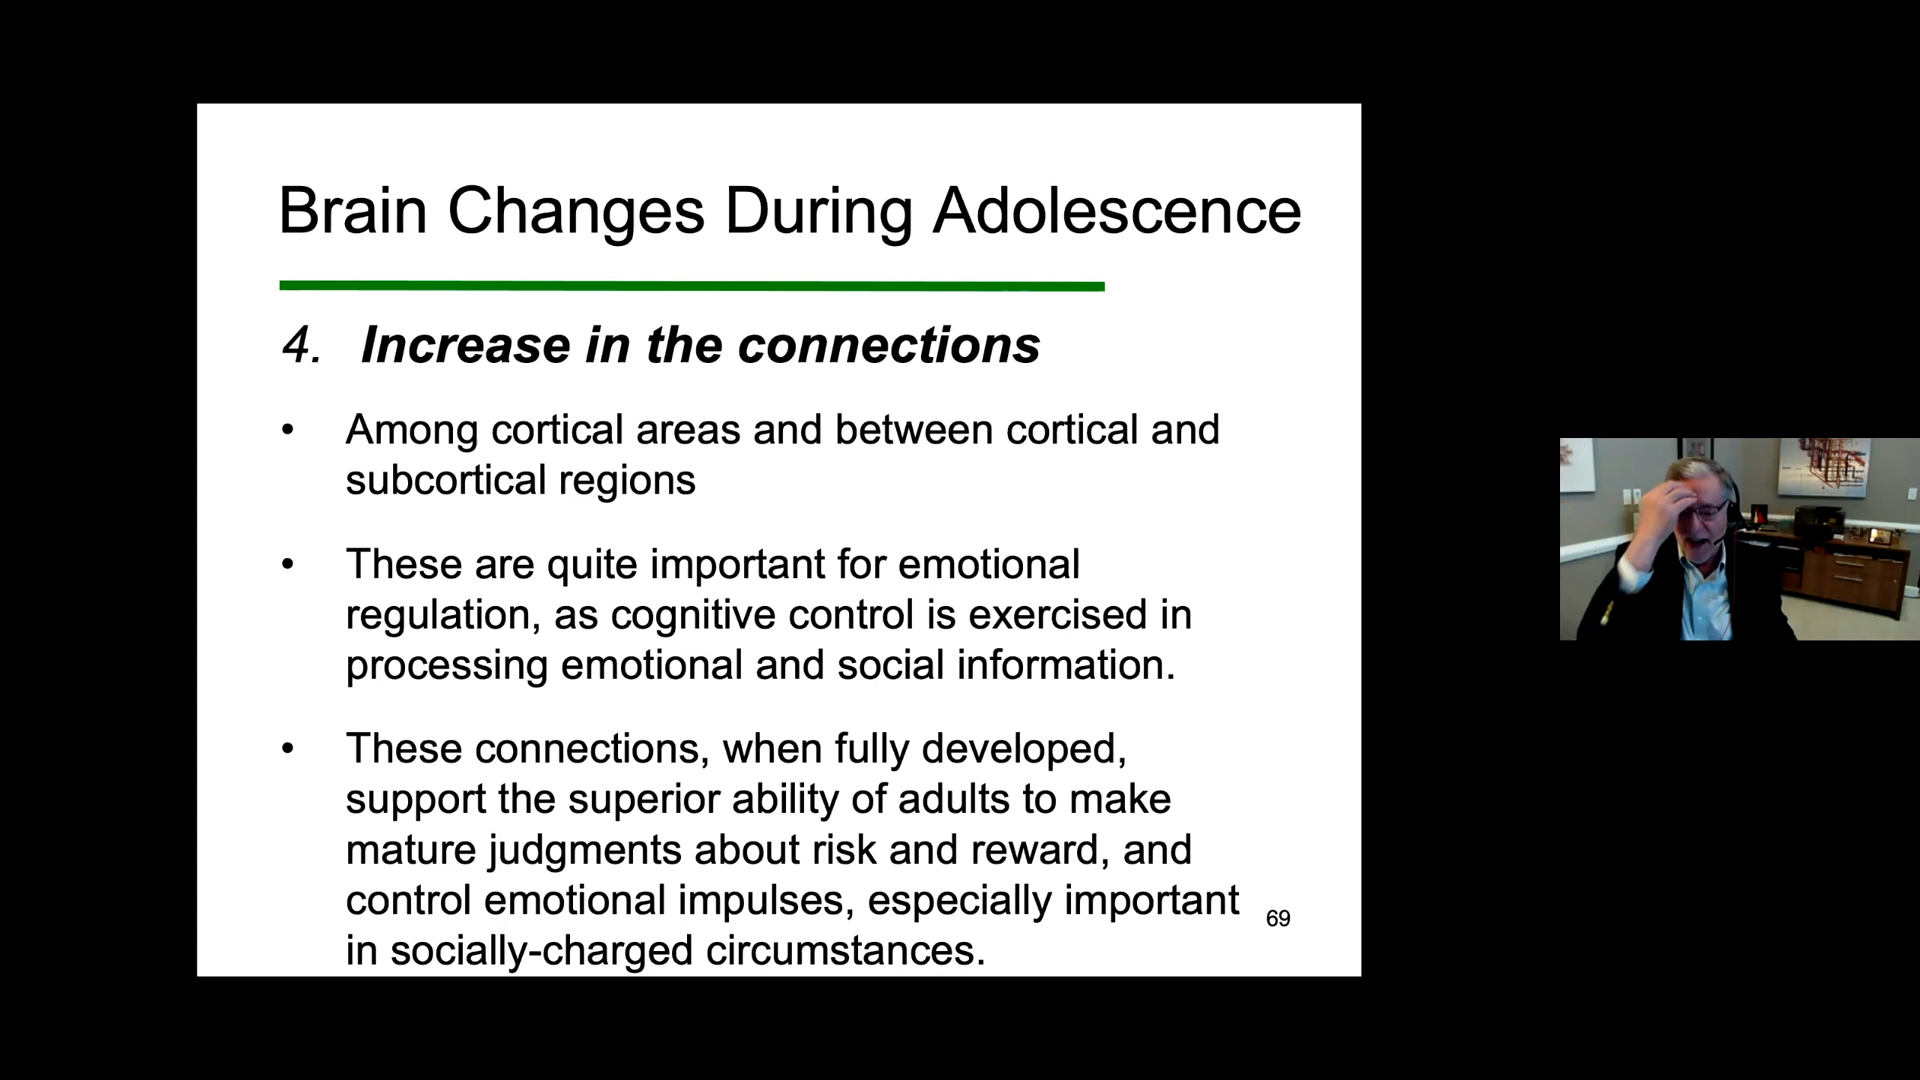 Brain Changes During Adolescence
4. Increase in the connections
• Among cortical areas and between cortical and
subcortical regions
• These are quite important for emotional
regulation, as cognitive control is exercised in
processing emotional and social information.
• These connections, when fully developed,
support the superior ability of adults to make
mature judgments about risk and reward, and
control emotional impulses, especially important
in socially-charged circumstances.
69